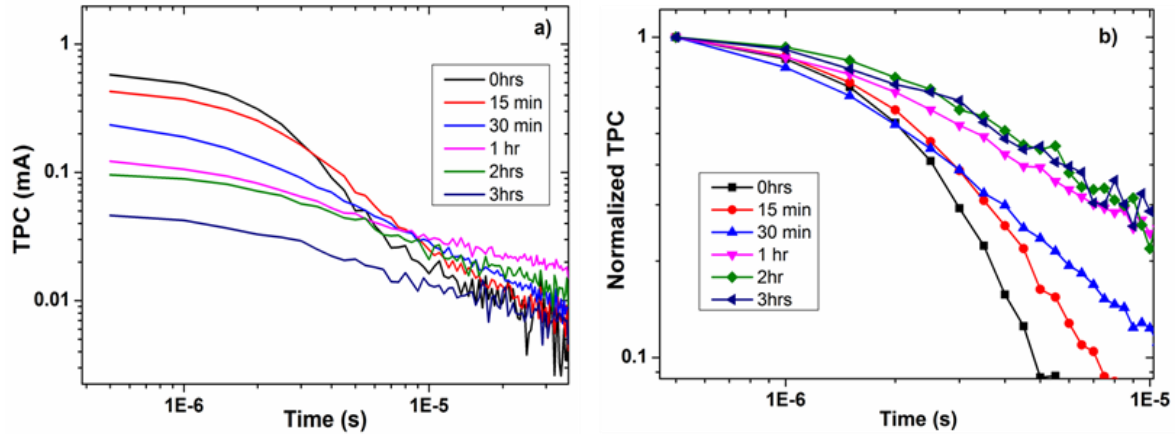 a)
TPC (mA)
1
0.1
0.01
0hrs
15 min
30 min
1 hr
2hrs
3hrs
1E-6
1E-5
Time (s)
b)
Normalized TPC
1
0.1
0hrs
15 min
30 min
1 hr
2hr
3hrs
1E-6
1E-5
Time (s)